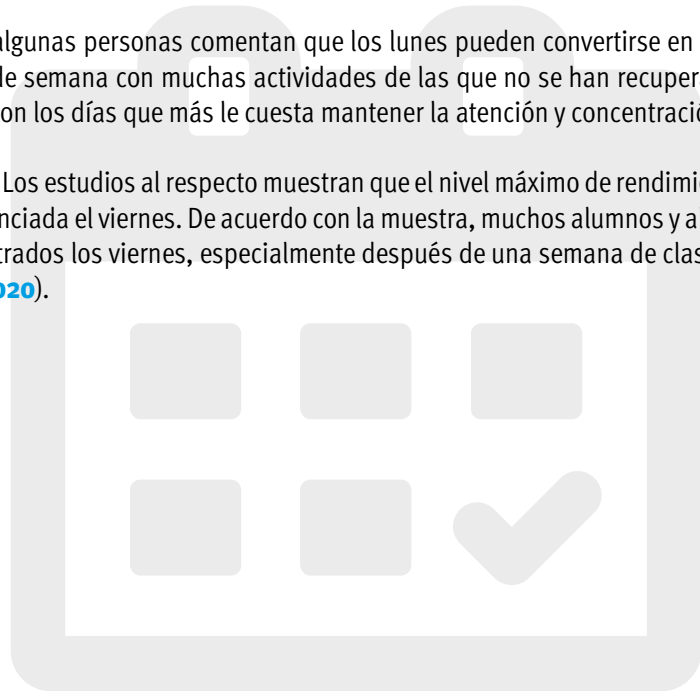 algunas personas comentan que los lunes pueden convertirse en
de semana con muchas actividades de las que no se han recuper
on los días que más le cuesta mantener la atención y concentraci
Los estudios al respecto muestran que el nivel máximo de rendimi
nciada el viernes. De acuerdo con la muestra, muchos alumnos y a
trados los viernes, especialmente después de una semana de clas
020).